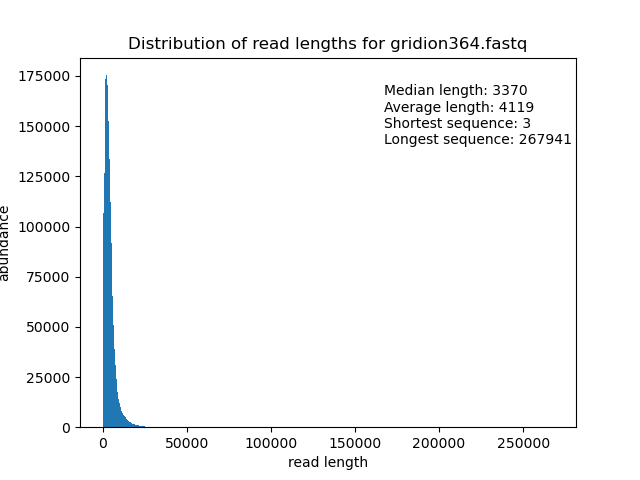 Distribution of read lengths for gridion364.fastq
175000
150000
125000
100000
75000
50000
25000
0
abundance
Median length: 3370
Average length: 4119
Shortest sequence: 3
Longest sequence: 267941
0 50000 100000 150000 200000 250000
read length